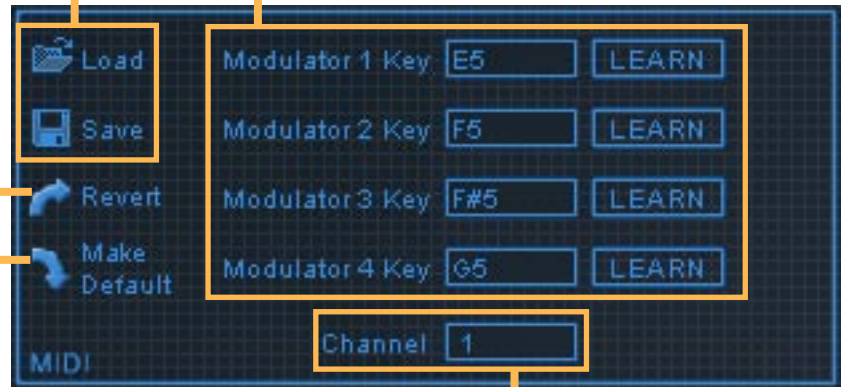 Load
Save
Revert
Make
Default
Modulator 1 Key E5 LEARN
Modulator 2 Key F5 LEARN
Modulator 3 Key F#5 LEARN
Modulator 4 Key G5 LEARN
Channel 1
MIDI